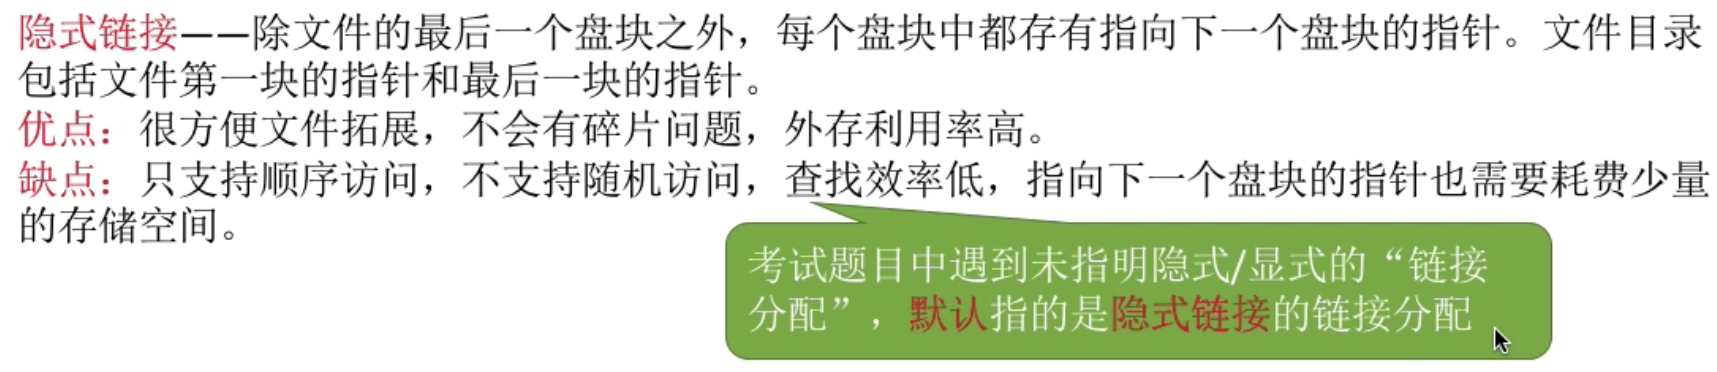 隐式链接——除文件的最后一个盘块之外，每个盘块中都存有指向下一个盘块的指针。文件目录
包括文件第一块的指针和最后一块的指针。
优点：很方便文件拓展，不会有碎片问题，外存利用率高。
缺点：只支持顺序访问，不支持随机访问，查找效率低，指向下一个盘块的指针也需要耗费少量
的存储空间。
考试题目中遇到未指明隐式/显式的“链接
分配”，默认指的是隐式链接的链接分配